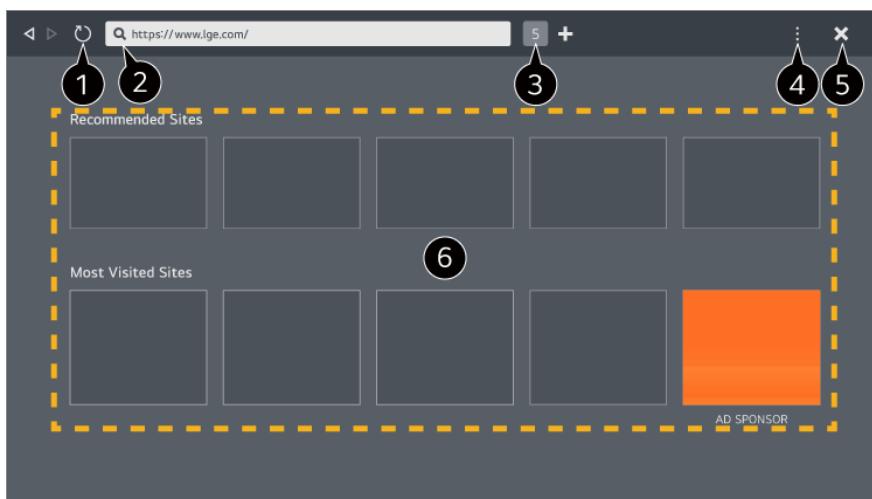 https://www.lge.com/ 5
1 2 3 4 5
Recommended Sites
6
Most Visited Sites
AD SPONSOR